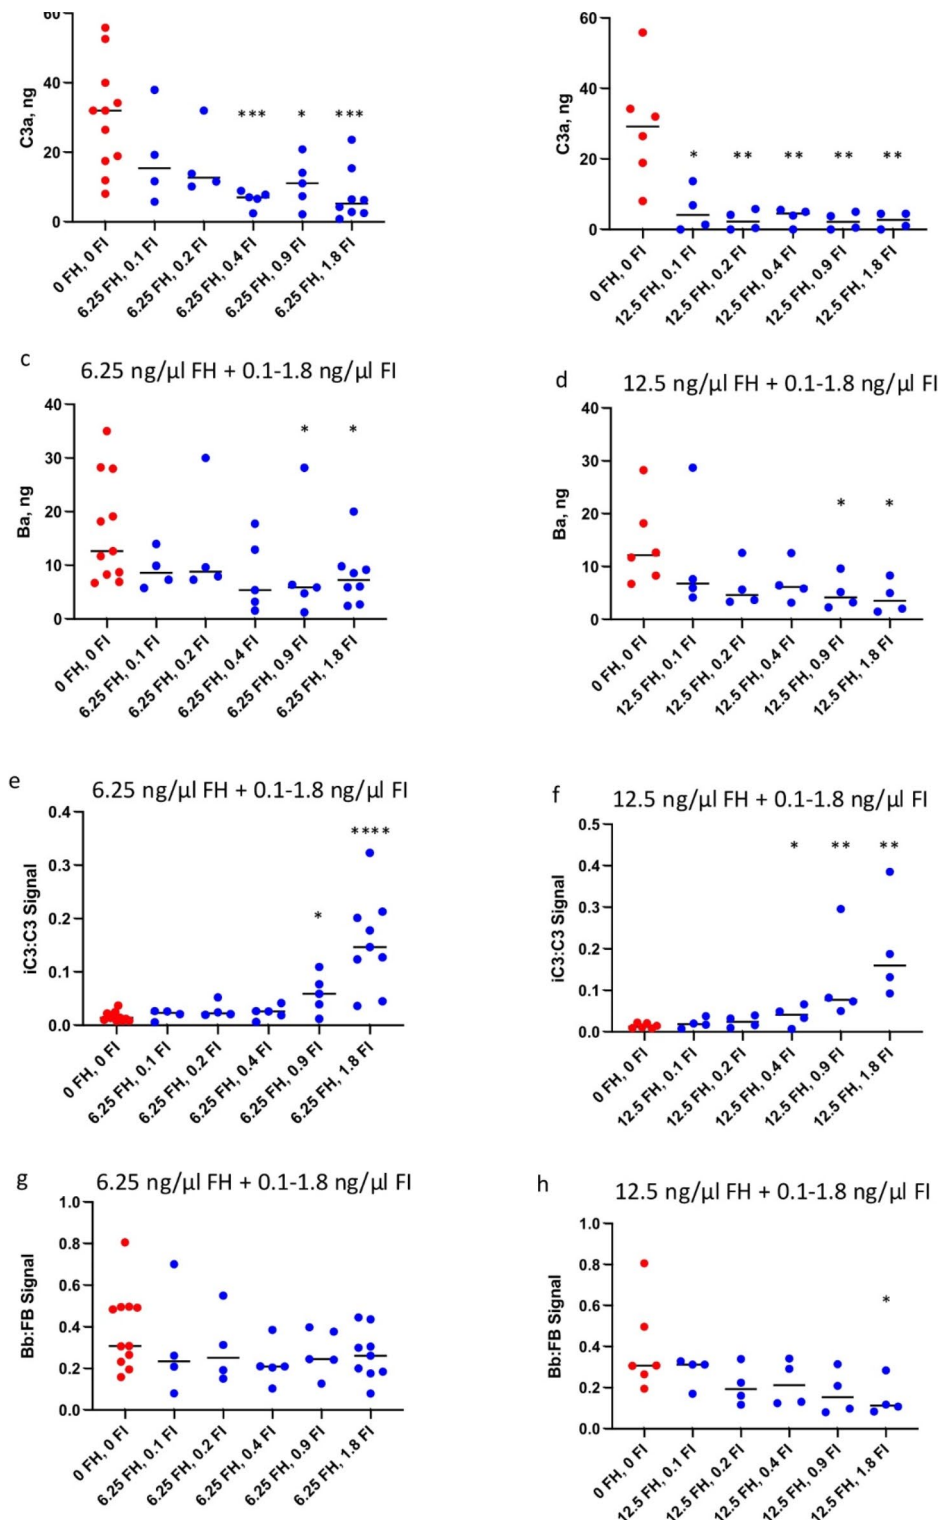 60
40
20
0
C3a, ng
***
*
***
0 FH, 0 FI
6.25 FH, 0.1 FI
6.25 FH, 0.2 FI
6.25 FH, 0.4 FI
6.25 FH, 0.9 FI
6.25 FH, 1.8 FI
60
40
20
0
C3a, ng
*
**
**
**
**
0 FH, 0 FI
12.5 FH, 0.1 FI
12.5 FH, 0.2 FI
12.5 FH, 0.4 FI
12.5 FH, 0.9 FI
12.5 FH, 1.8 FI
c
6.25 ng/µl FH + 0.1-1.8 ng/µl FI
40
30
20
10
0
Ba, ng
*
*
0 FH, 0 FI
6.25 FH, 0.1 FI
6.25 FH, 0.2 FI
6.25 FH, 0.4 FI
6.25 FH, 0.9 FI
6.25 FH, 1.8 FI
d
12.5 ng/µl FH + 0.1-1.8 ng/µl FI
40
30
20
10
0
Ba, ng
*
*
0 FH, 0 FI
12.5 FH, 0.1 FI
12.5 FH, 0.2 FI
12.5 FH, 0.4 FI
12.5 FH, 0.9 FI
12.5 FH, 1.8 FI
e
6.25 ng/µl FH + 0.1-1.8 ng/µl FI
0.4
0.3
0.2
0.1
0.0
iC3:C3 Signal
*
****
0 FH, 0 FI
6.25 FH, 0.1 FI
6.25 FH, 0.2 FI
6.25 FH, 0.4 FI
6.25 FH, 0.9 FI
6.25 FH, 1.8 FI
f
12.5 ng/µl FH + 0.1-1.8 ng/µl FI
0.5
0.4
0.3
0.2
0.1
0.0
iC3:C3 Signal
*
**
**
0 FH, 0 FI
12.5 FH, 0.1 FI
12.5 FH, 0.2 FI
12.5 FH, 0.4 FI
12.5 FH, 0.9 FI
12.5 FH, 1.8 FI
g
6.25 ng/µl FH + 0.1-1.8 ng/µl FI
1.0
0.8
0.6
0.4
0.2
0.0
Bb:FB Signal
0 FH, 0 FI
6.25 FH, 0.1 FI
6.25 FH, 0.2 FI
6.25 FH, 0.4 FI
6.25 FH, 0.9 FI
6.25 FH, 1.8 FI
h
12.5 ng/µl FH + 0.1-1.8 ng/µl FI
1.0
0.8
0.6
0.4
0.2
0.0
Bb:FB Signal
*
0 FH, 0 FI
12.5 FH, 0.1 FI
12.5 FH, 0.2 FI
12.5 FH, 0.4 FI
12.5 FH, 0.9 FI
12.5 FH, 1.8 FI